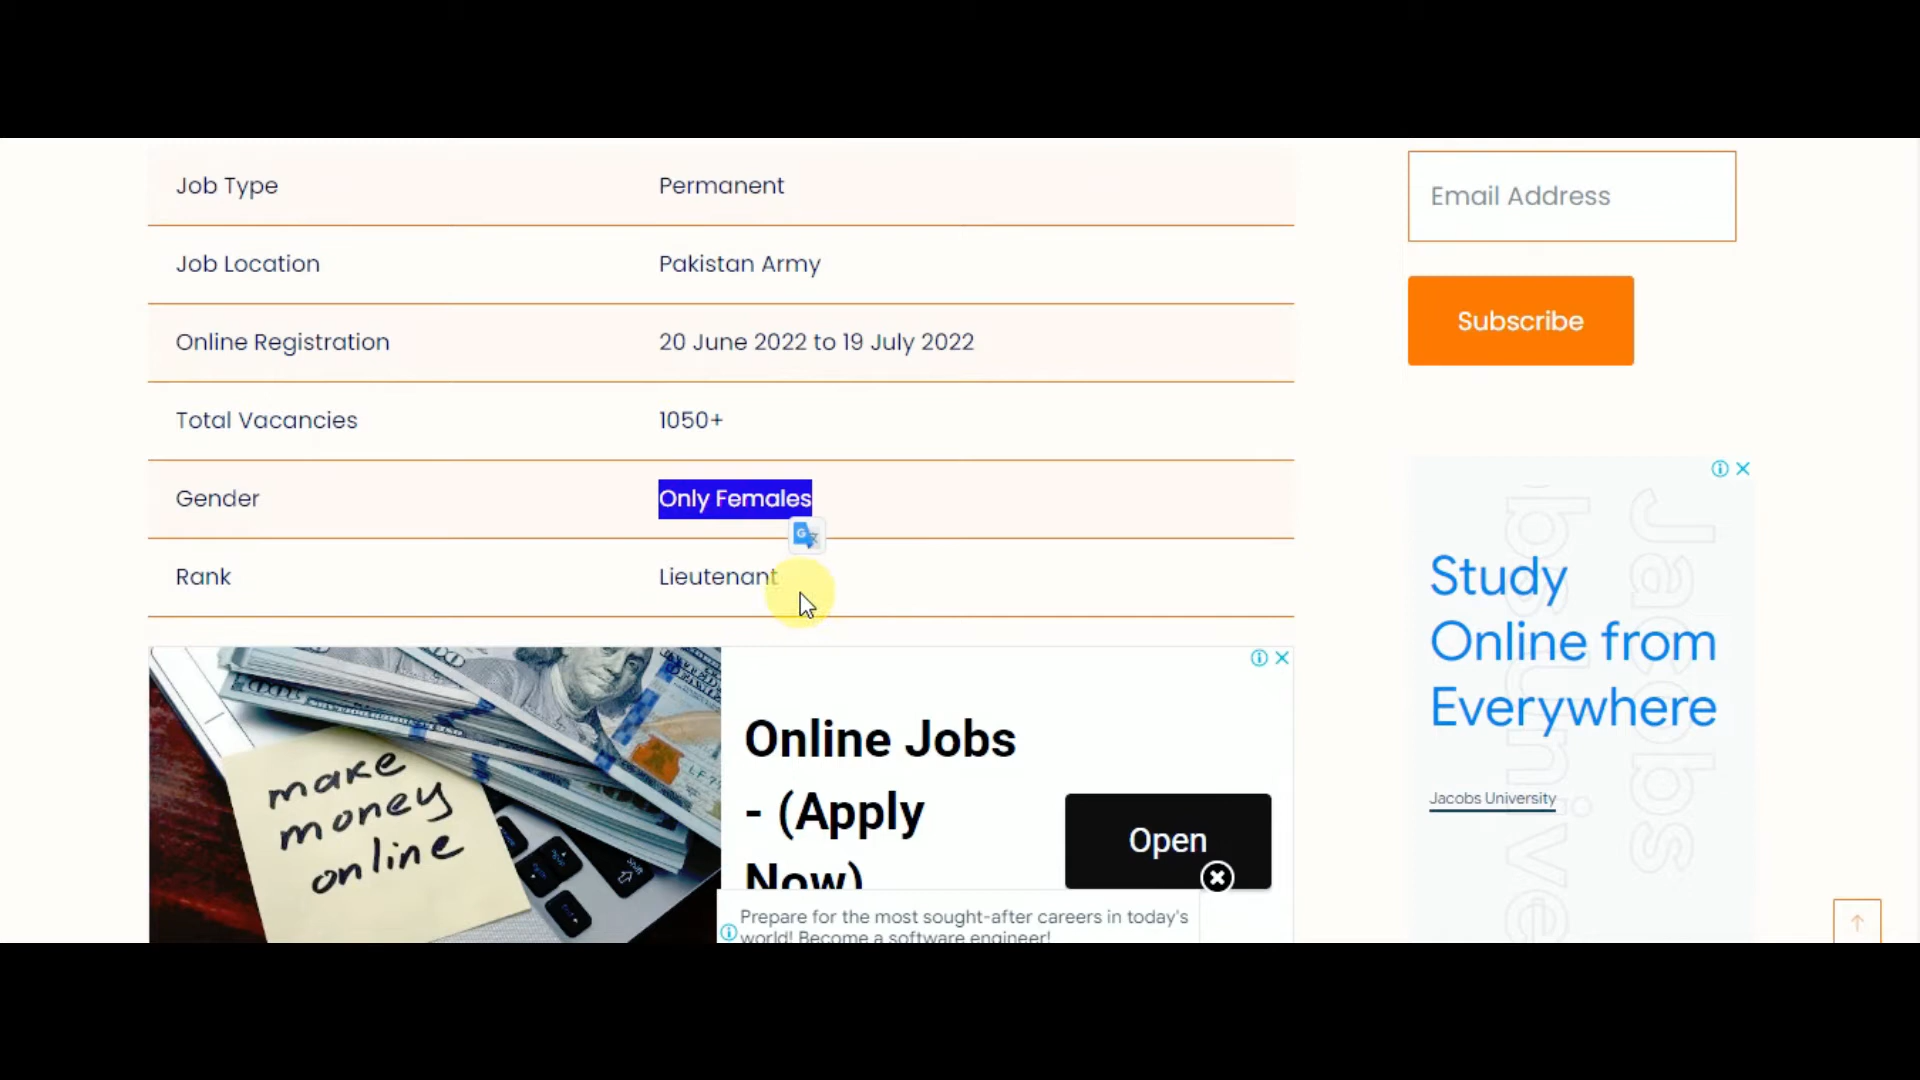 Job Type Permanent
Job Location Pakistan Army
Online Registration 20 June 2022 to 19 July 2022
Total Vacancies 1050+
Gender Only Females
Rank Lieutenant
make
money
online
Online Jobs
- (Apply
Now)
Open
Prepare for the most sought-after careers in today's
world! Become a software engineer!
Email Address
Subscribe
Study
Online from
Everywhere
Jacobs University
Jacobs